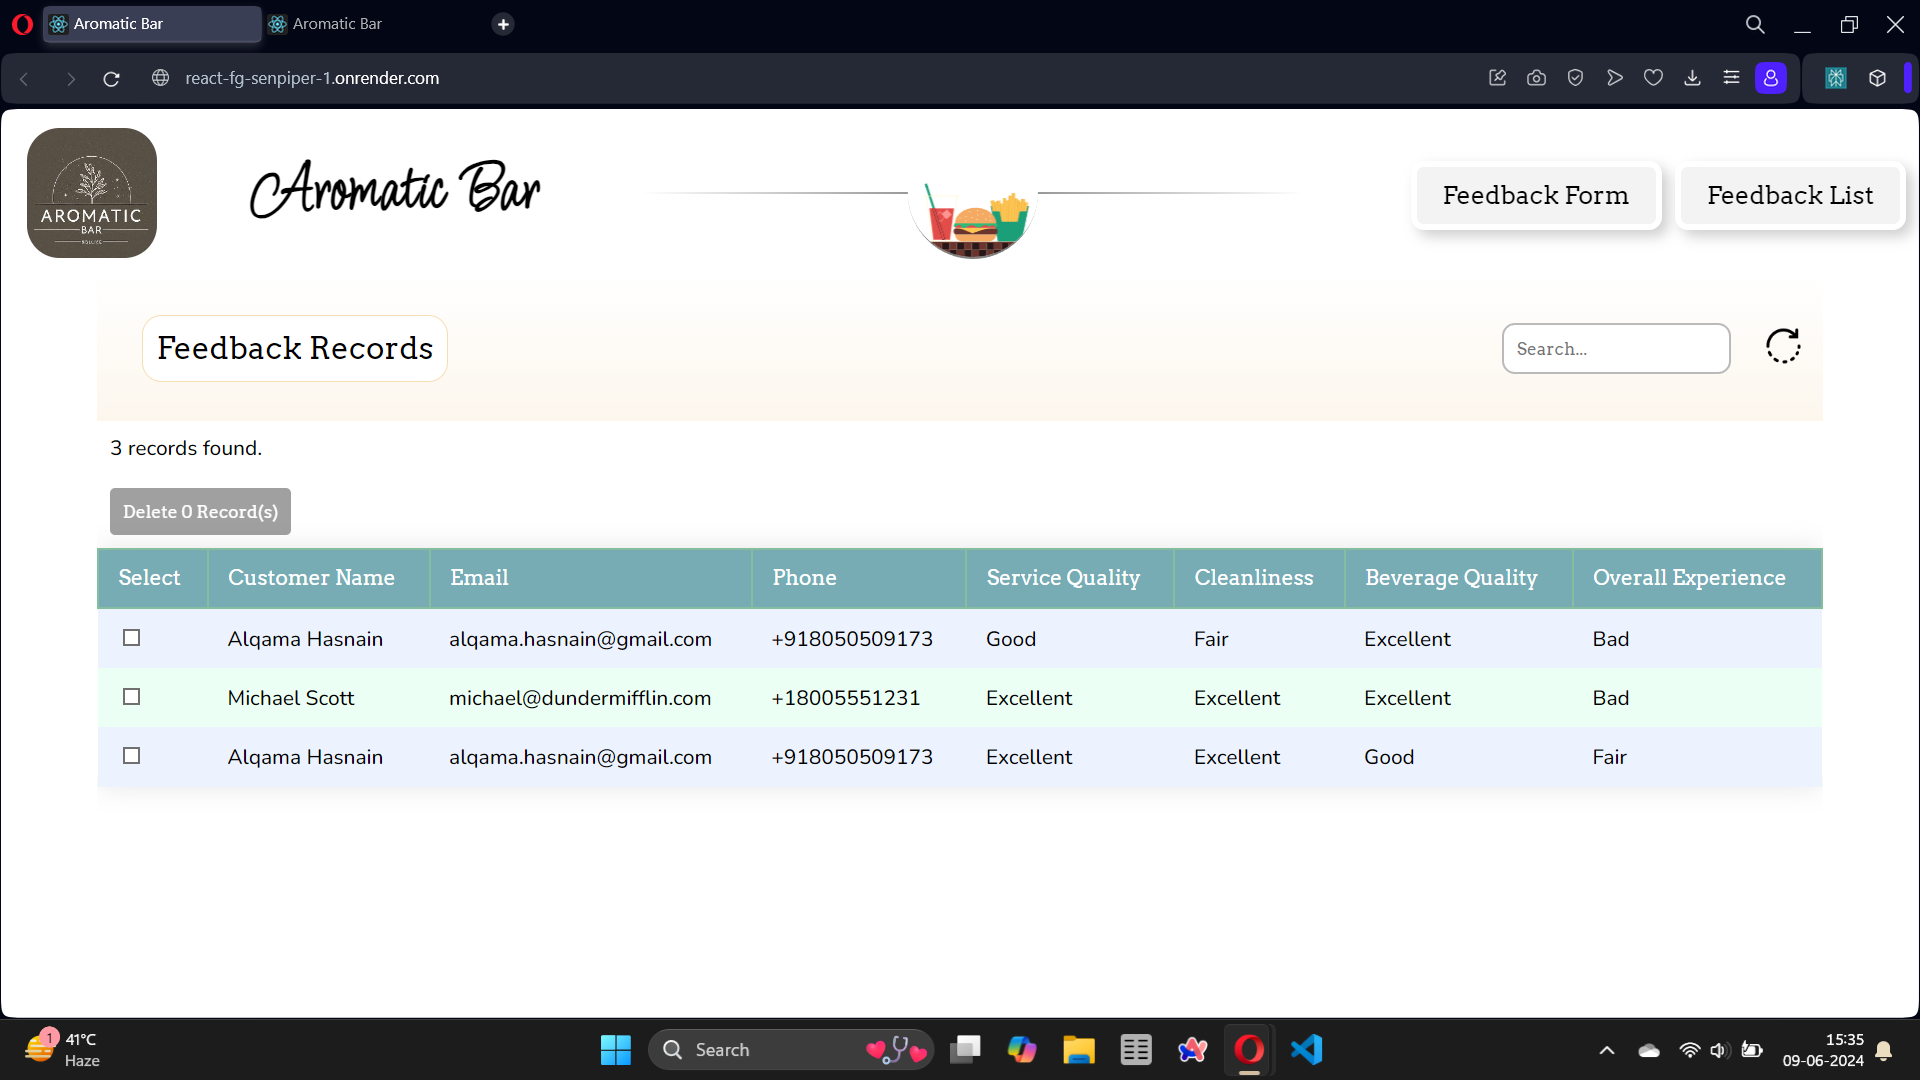 Aromatic Bar
Aromatic Bar
react-fg-senpiper-1.onrender.com
AROMATIC
BAR
Aromatic Bar
Feedback Form
Feedback List
Feedback Records
Search...
3 records found.
Delete 0 Record(s)
Select Customer Name Email Phone Service Quality Cleanliness Beverage Quality Overall Experience
Alqama Hasnain alqama.hasnain@gmail.com +918050509173 Good Fair Excellent Bad
Michael Scott michael@dundermifflin.com +18005551231 Excellent Excellent Excellent Bad
Alqama Hasnain alqama.hasnain@gmail.com +918050509173 Excellent Excellent Good Fair
1
41°C
Haze
Search
15:35
09-06-2024